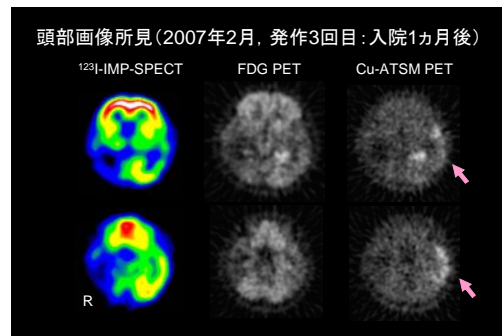 頭部画像所見(2007年2月, 発作3回目:入院1ヵ月後)
¹²³I-IMP-SPECT
FDG PET
Cu-ATSM PET
R